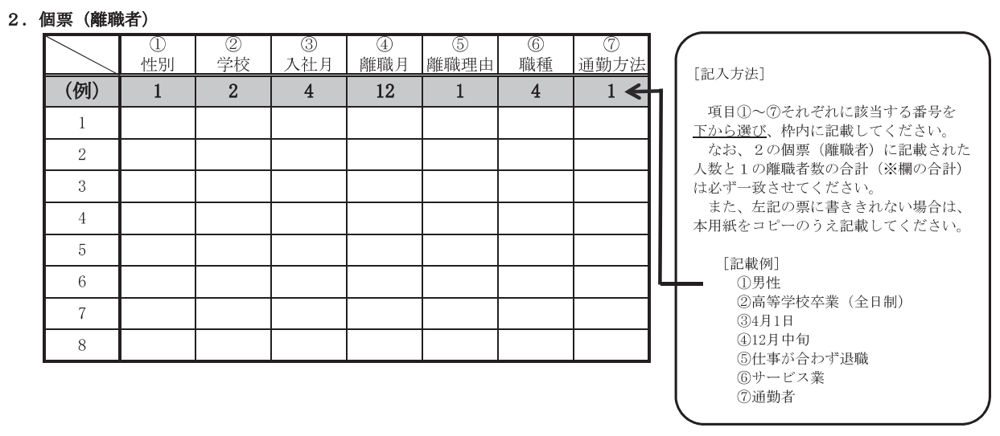 ２．個票（離職者）
① ② ③ ④ ⑤ ⑥ ⑦
性別 学校 入社月 離職月 離職理由 職種 通勤方法
(例) 1 2 4 12 1 4 1
1
2
3
4
5
6
7
8
［記入方法］
項目①～⑦それぞれに該当する番号を
下から選び、枠内に記載してください。
なお、２の個票（離職者）に記載された
人数と１の離職者数の合計（※欄の合計）
は必ず一致させてください。
また、左記の票に書ききれない場合は、
本用紙をコピーのうえ記載してください。
［記載例］
①男性
②高等学校卒業（全日制）
③4月1日
④12月中旬
⑤仕事が合わず退職
⑥サービス業
⑦通勤者